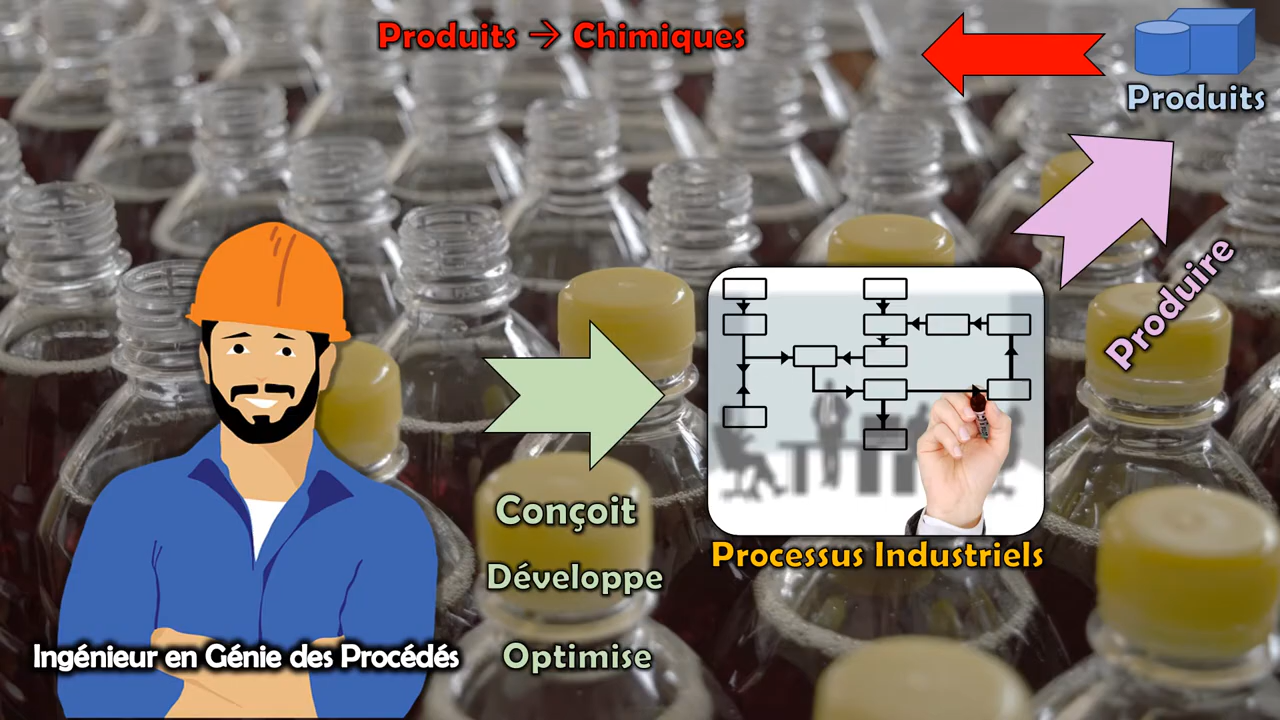 Produits → Chimiques
Produits
Produire
Conçoit
Développe
Optimise
Processus Industriels
Ingénieur en Génie des Procédés